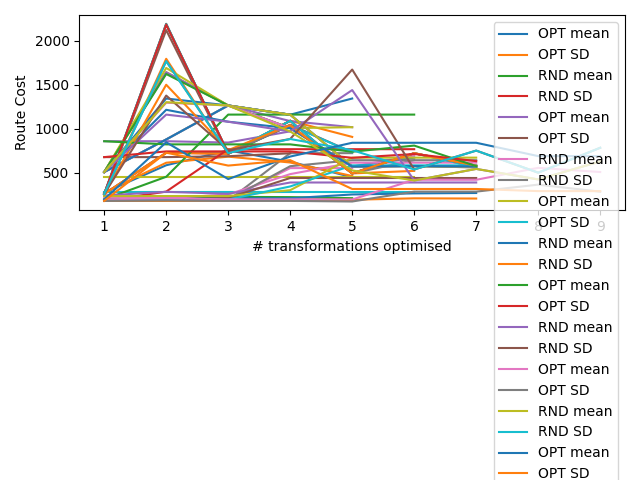 2000
1500
1000
500
Route Cost
1
2
3
4
5
6
7
8
9
# transformations optimised
OPT mean
OPT SD
RND mean
RND SD
OPT mean
OPT SD
RND mean
RND SD
OPT mean
OPT SD
RND mean
RND SD
OPT mean
OPT SD
RND mean
RND SD
OPT mean
OPT SD
RND mean
RND SD
OPT mean
OPT SD